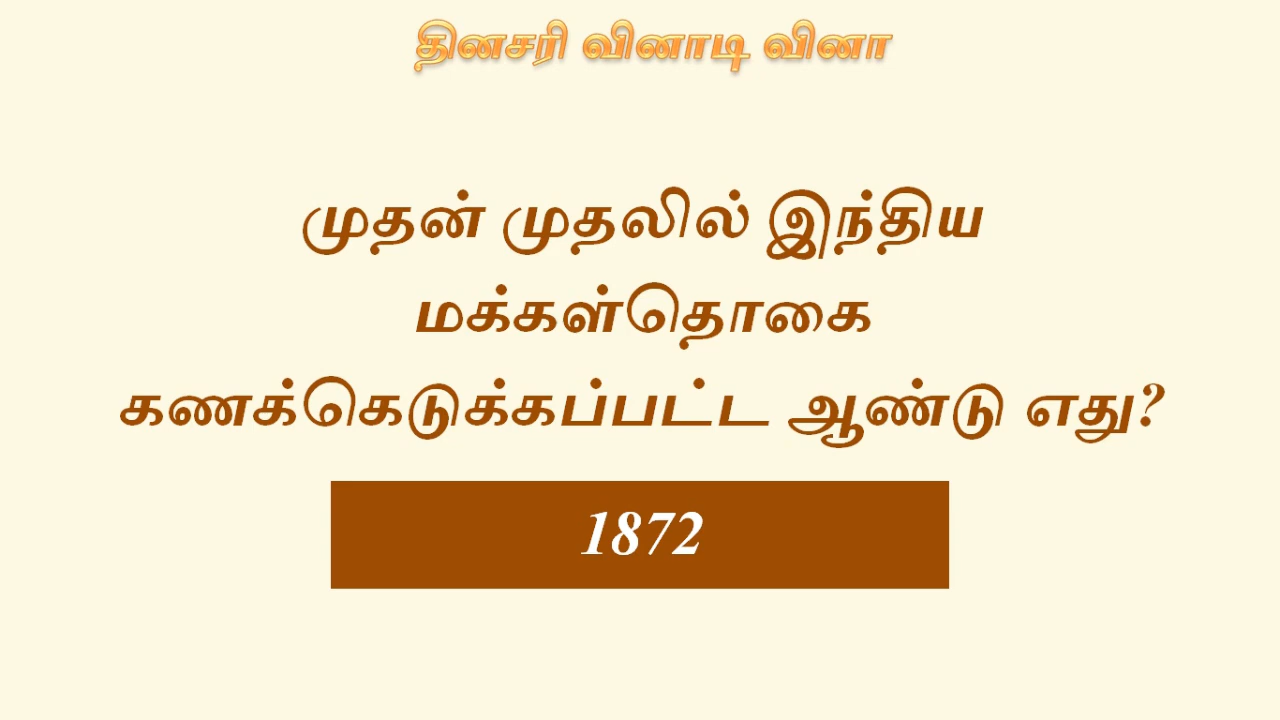 தினசரி வினாடி வினா
முதன் முதலில் இந்திய
மக்கள்தொகை
கணக்கெடுக்கப்பட்ட ஆண்டு எது?
1872